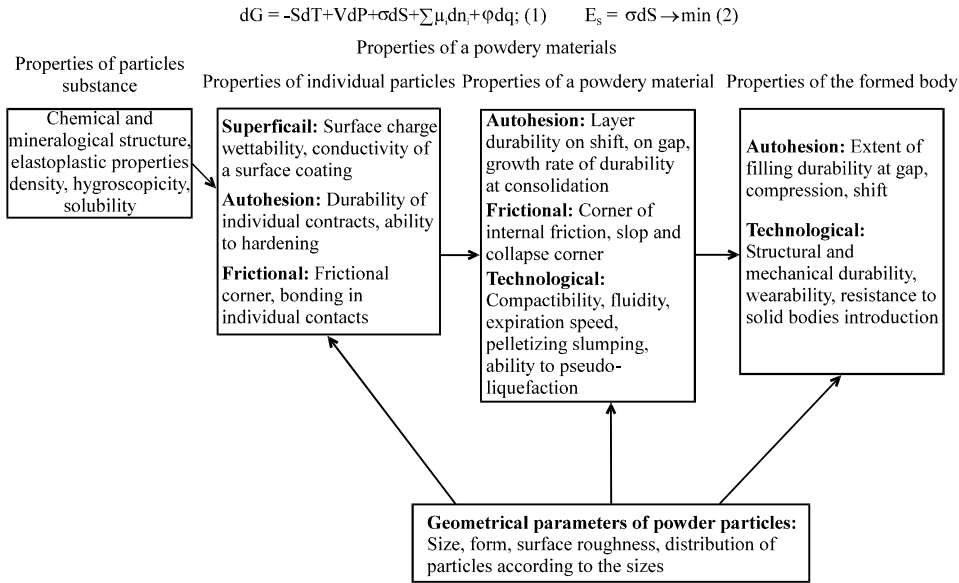 dG = -SdT+VdP+σdS+∑μᵢdnᵢ+φdq; (1) Eₛ = σdS→min (2)
Properties of a powdery materials
Properties of particles
substance
Properties of individual particles
Properties of a powdery material
Properties of the formed body
Chemical and
mineralogical structure,
elastoplastic properties
density, hygroscopicity,
solubility
Superficail: Surface charge
wettability, conductivity of
a surface coating
Autohesion: Durability of
individual contracts, ability
to hardening
Frictional: Frictional
corner, bonding in
individual contacts
Autohesion: Layer
durability on shift, on gap,
growth rate of durability
at consolidation
Frictional: Corner of
internal friction, slop and
collapse corner
Technological:
Compactibility, fluidity,
expiration speed,
pelletizing slumping,
ability to pseudo-
liquefaction
Autohesion: Extent of
filling durability at gap,
compression, shift
Technological:
Structural and
mechanical durability,
wearability, resistance to
solid bodies introduction
Geometrical parameters of powder particles:
Size, form, surface roughness, distribution of
particles according to the sizes